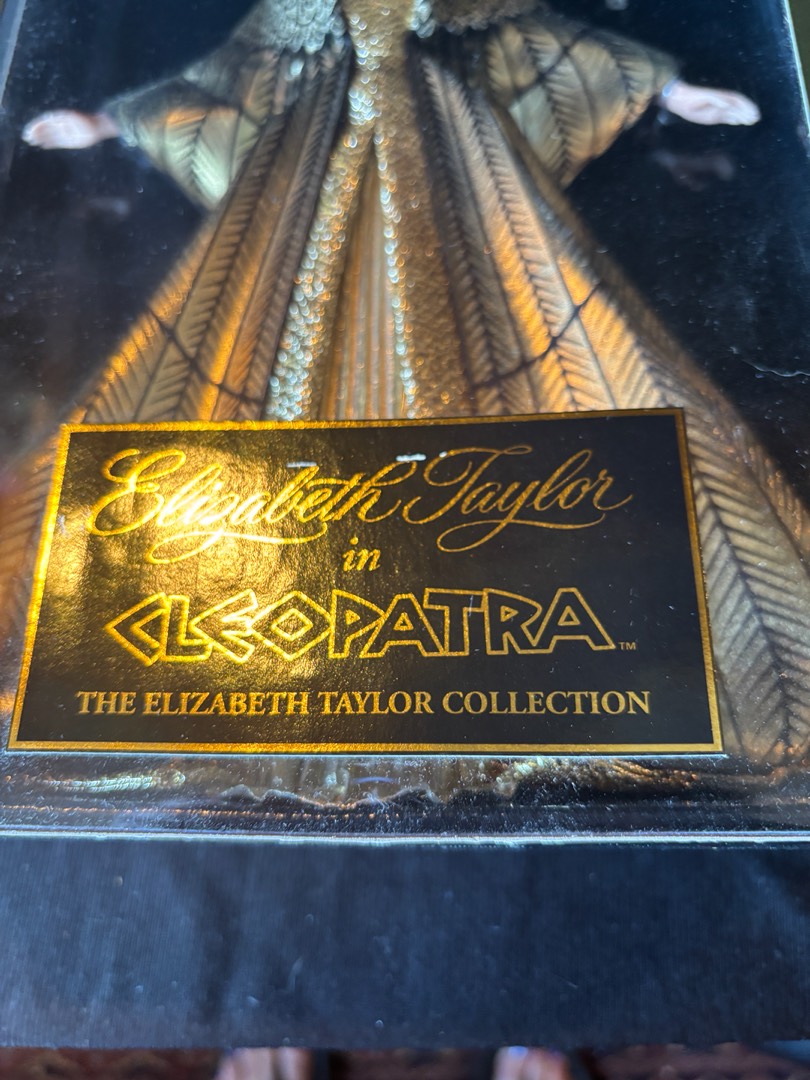 Elizabeth Taylor
in
CLEOPATRA™
THE ELIZABETH TAYLOR COLLECTION